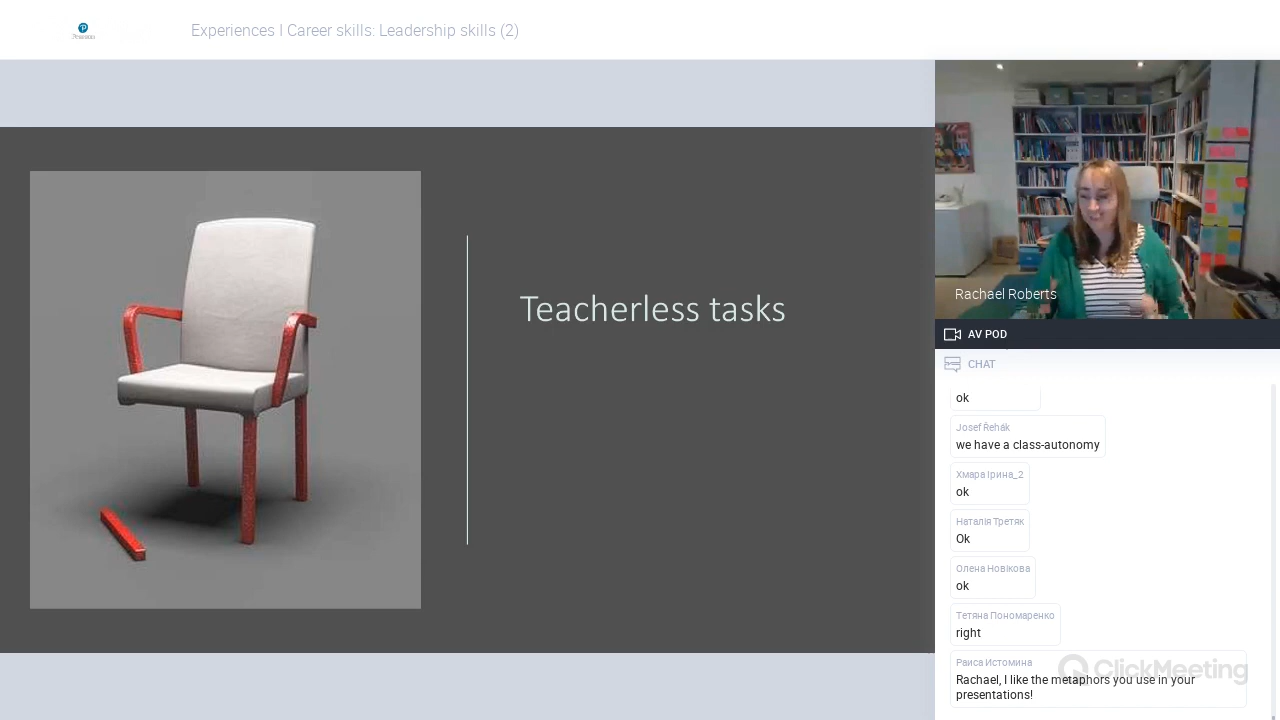 Pearson
Experiences I Career skills: Leadership skills (2)
Teacherless tasks
Rachael Roberts
AV POD
CHAT
ok
Josef Řehák
we have a class-autonomy
Хмара Ірина_2
ok
Наталія Третяк
Ok
Олена Новікова
ok
Тетяна Пономаренко
right
Раиса Истомина
Rachael, I like the metaphors you use in your
presentations!
ClickMeeting